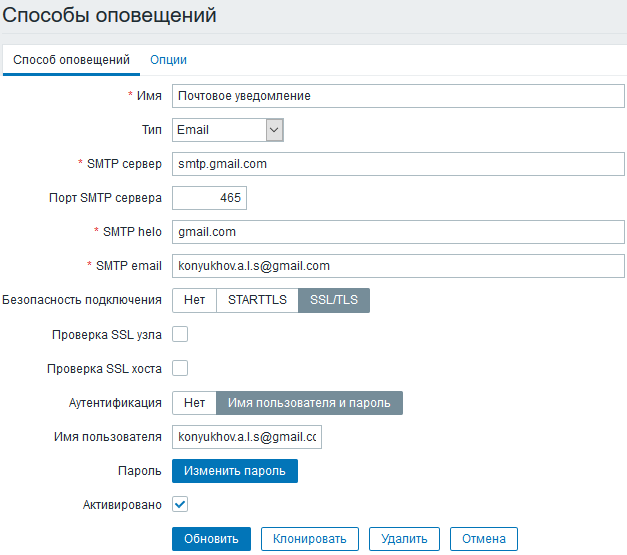 Способы оповещений
Способ оповещений Опции
* Имя Почтовое уведомление
Тип Email
* SMTP сервер smtp.gmail.com
Порт SMTP сервера 465
* SMTP helo gmail.com
* SMTP email konyukhov.a.l.s@gmail.com
Безопасность подключения Нет STARTTLS SSL/TLS
Проверка SSL узла
Проверка SSL хоста
Аутентификация Нет Имя пользователя и пароль
Имя пользователя konyukhov.a.l.s@gmail.cc
Пароль Изменить пароль
Активировано
Обновить Клонировать Удалить Отмена